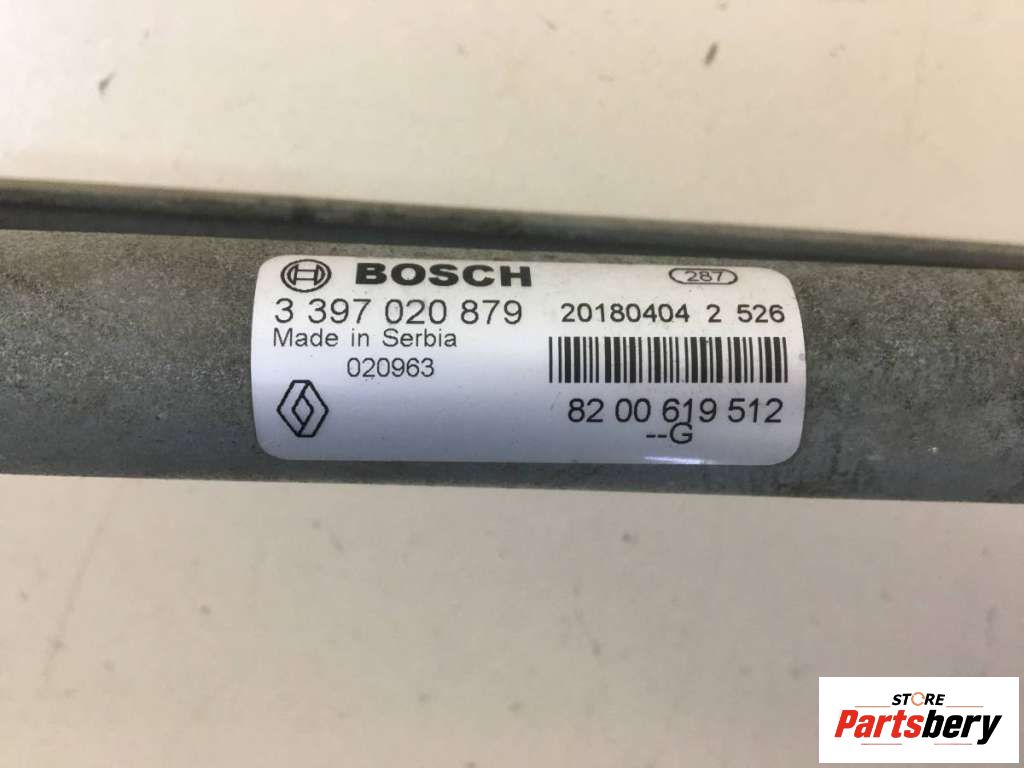 BOSCH 287
3 397 020 879 20180404 2 526
Made in Serbia
020963
82 00 619 512
--G
STORE
Partsbery